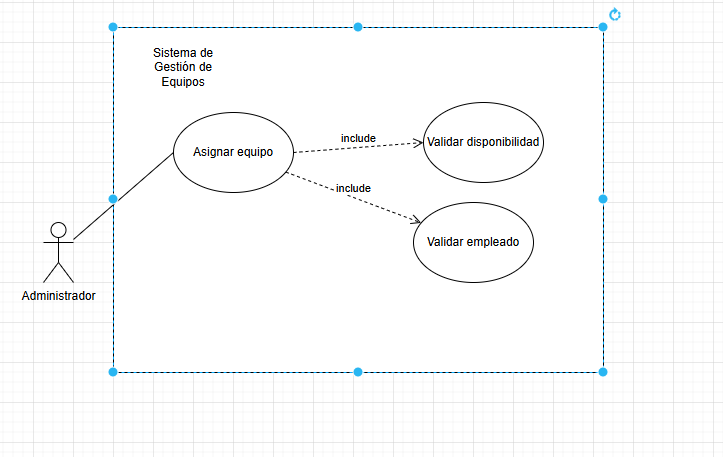 Sistema de
Gestión de
Equipos
Asignar equipo
include
Validar disponibilidad
include
Validar empleado
Administrador